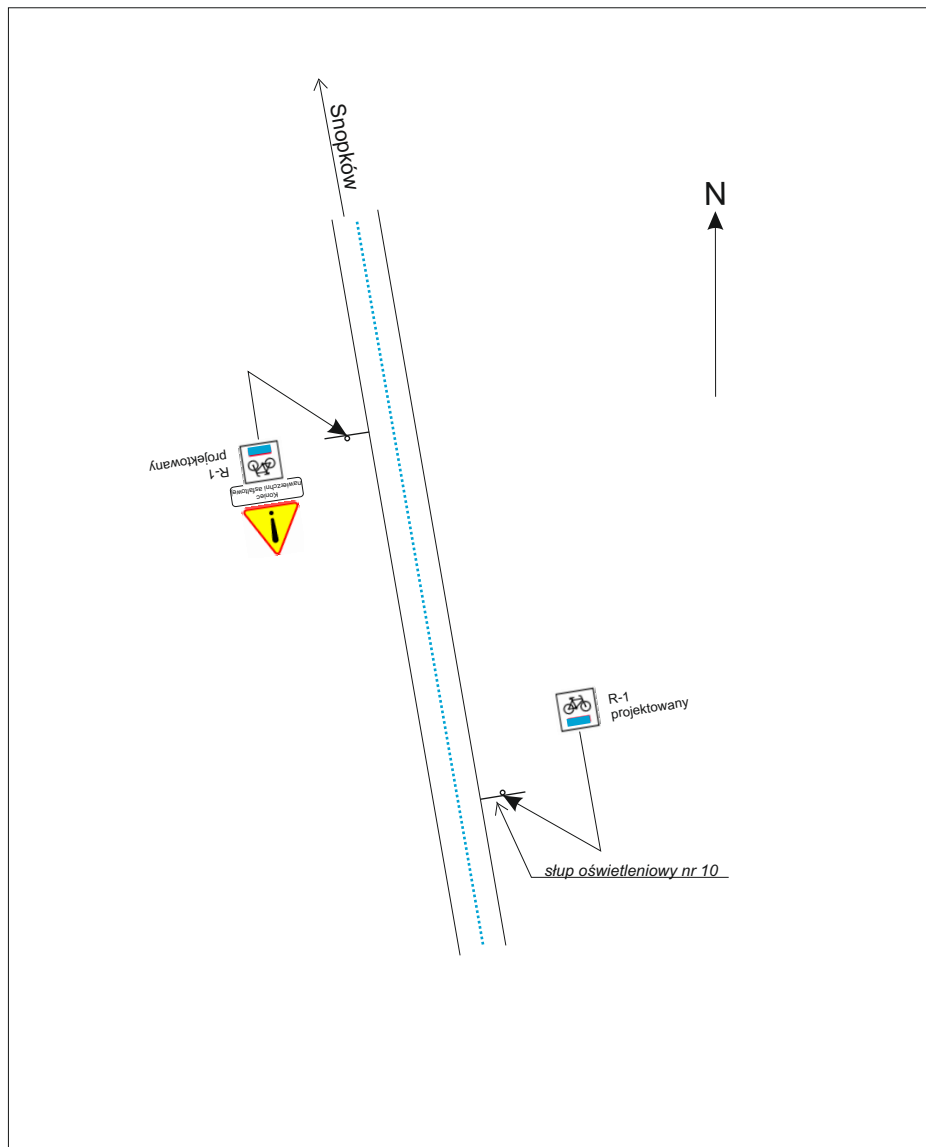 Snopków
N
R-1
projektowany
Koniec
nawierzchni asfaltowej
R-1
projektowany
słup oświetleniowy nr 10